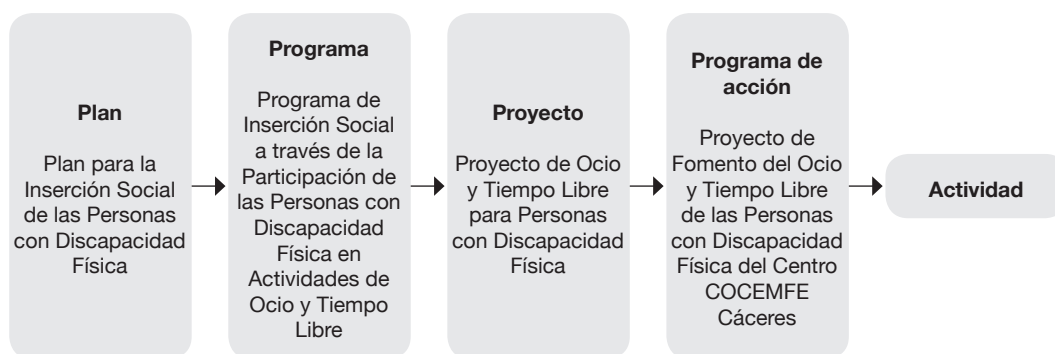 Plan
Plan para la
Inserción Social
de las Personas
con Discapacidad
Física
Programa
Programa de
Inserción Social
a través de la
Participación de
las Personas con
Discapacidad
Física en
Actividades de
Ocio y Tiempo
Libre
Proyecto
Proyecto de Ocio
y Tiempo Libre
para Personas
con Discapacidad
Física
Programa de
acción
Proyecto de
Fomento del Ocio
y Tiempo Libre
de las Personas
con Discapacidad
Física del Centro
COCEMFE
Cáceres
Actividad